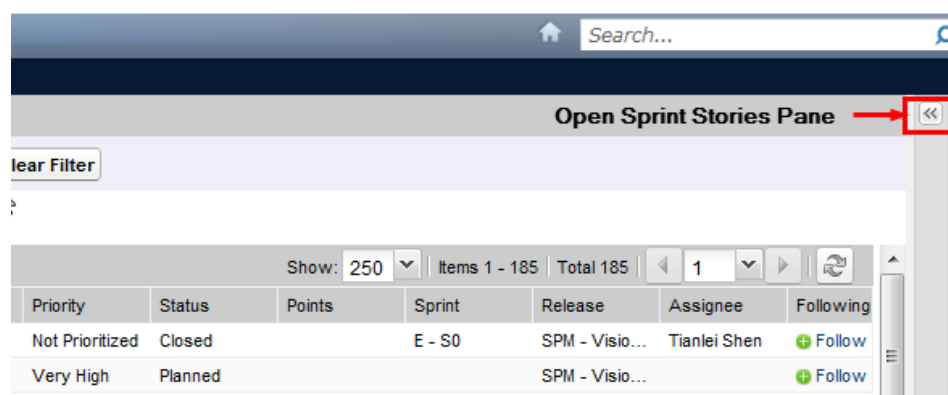 Search...
Open Sprint Stories Pane
lear Filter
Show: 250 Items 1 - 185 Total 185 1
Priority Status Points Sprint Release Assignee Following
Not Prioritized Closed E - S0 SPM - Visio... Tianlei Shen Follow
Very High Planned SPM - Visio... Follow